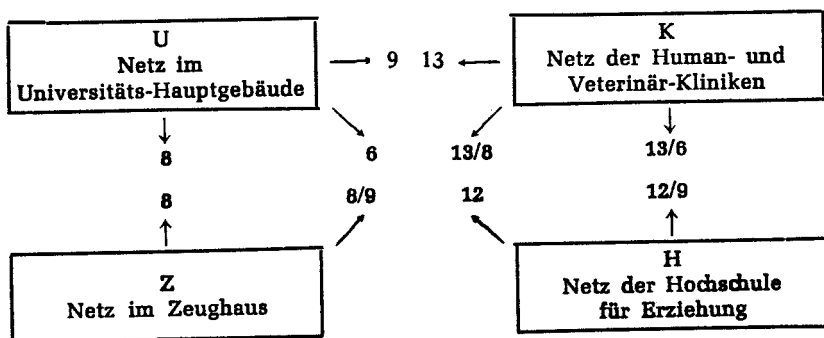 U
Netz im
Universitäts-Hauptgebäude
9 13
K
Netz der Human- und
Veterinär-Kliniken
8
6
13/8
13/6
8
8/9
12
12/9
Z
Netz im Zeughaus
H
Netz der Hochschule
für Erziehung